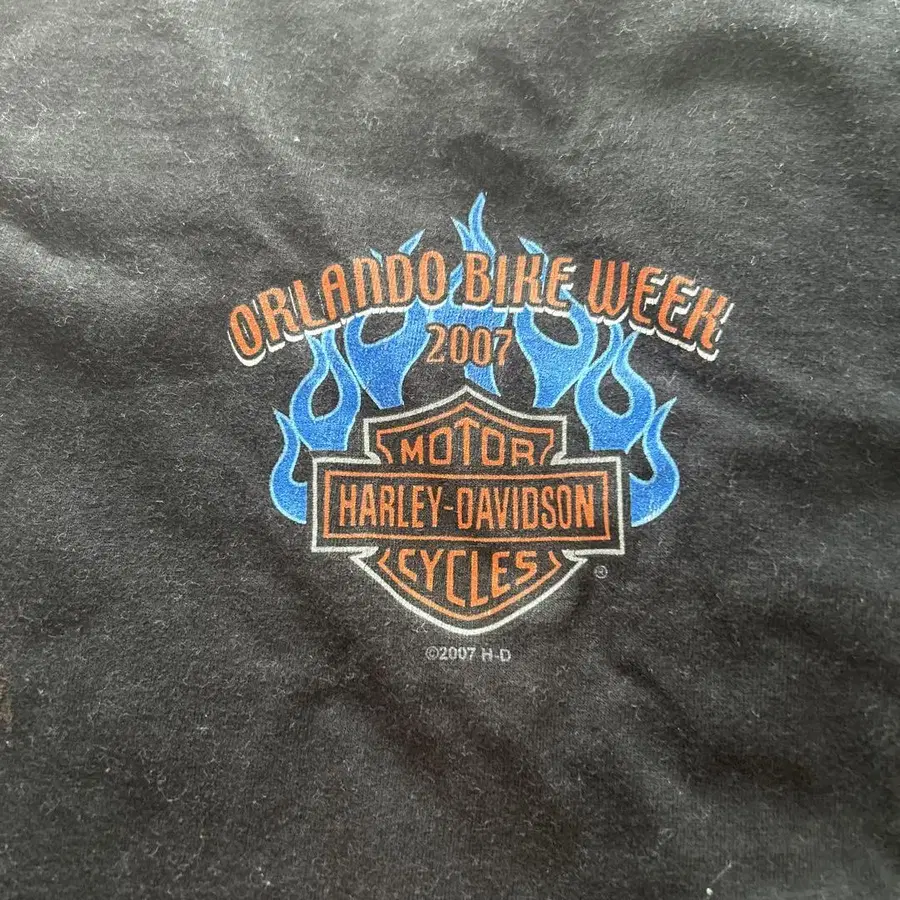 ORLANDO BIKE WEEK
2007
MOTOR
HARLEY-DAVIDSON
CYCLES
®
©2007 H-D